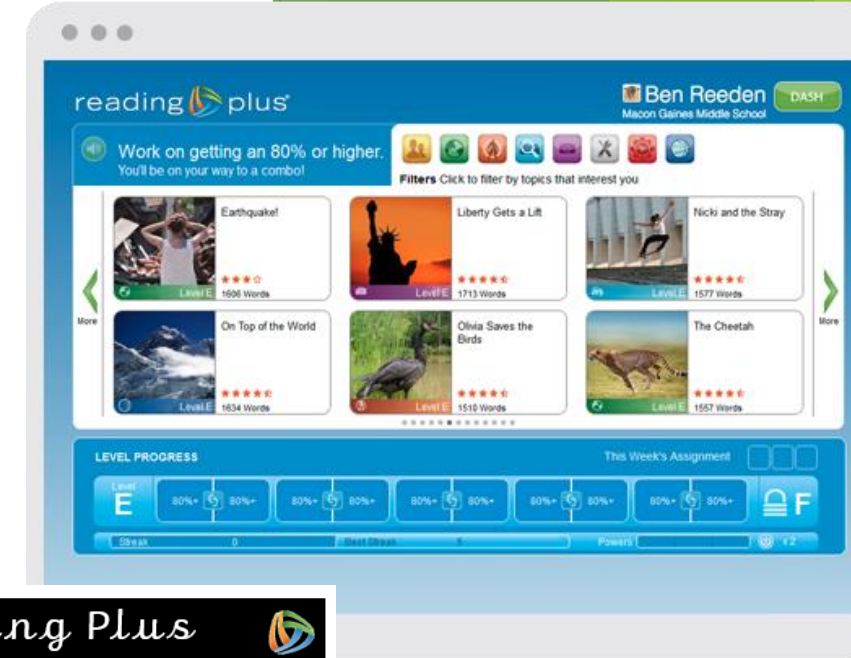 reading plus
Ben Reeden
Macon Gaines Middle School
DASH
Work on getting an 80% or higher.
You'll be on your way to a combo!
Filters Click to filter by topics that interest you
Earthquake!
Level E
1606 Words
Liberty Gets a Lift
Level E
1713 Words
Nicki and the Stray
Level E
1577 Words
More
More
On Top of the World
Level E
1634 Words
Olivia Saves the
Birds
Level E
1510 Words
The Cheetah
Level E
1557 Words
LEVEL PROGRESS
This Week's Assignment
Level
E
80%+ 80%+ 80%+ 80%+ 80%+ 80%+ 80%+ 80%+ 80%+ 80%+
F
Streak 0 Best Streak 5 Powers x2
ng Plus